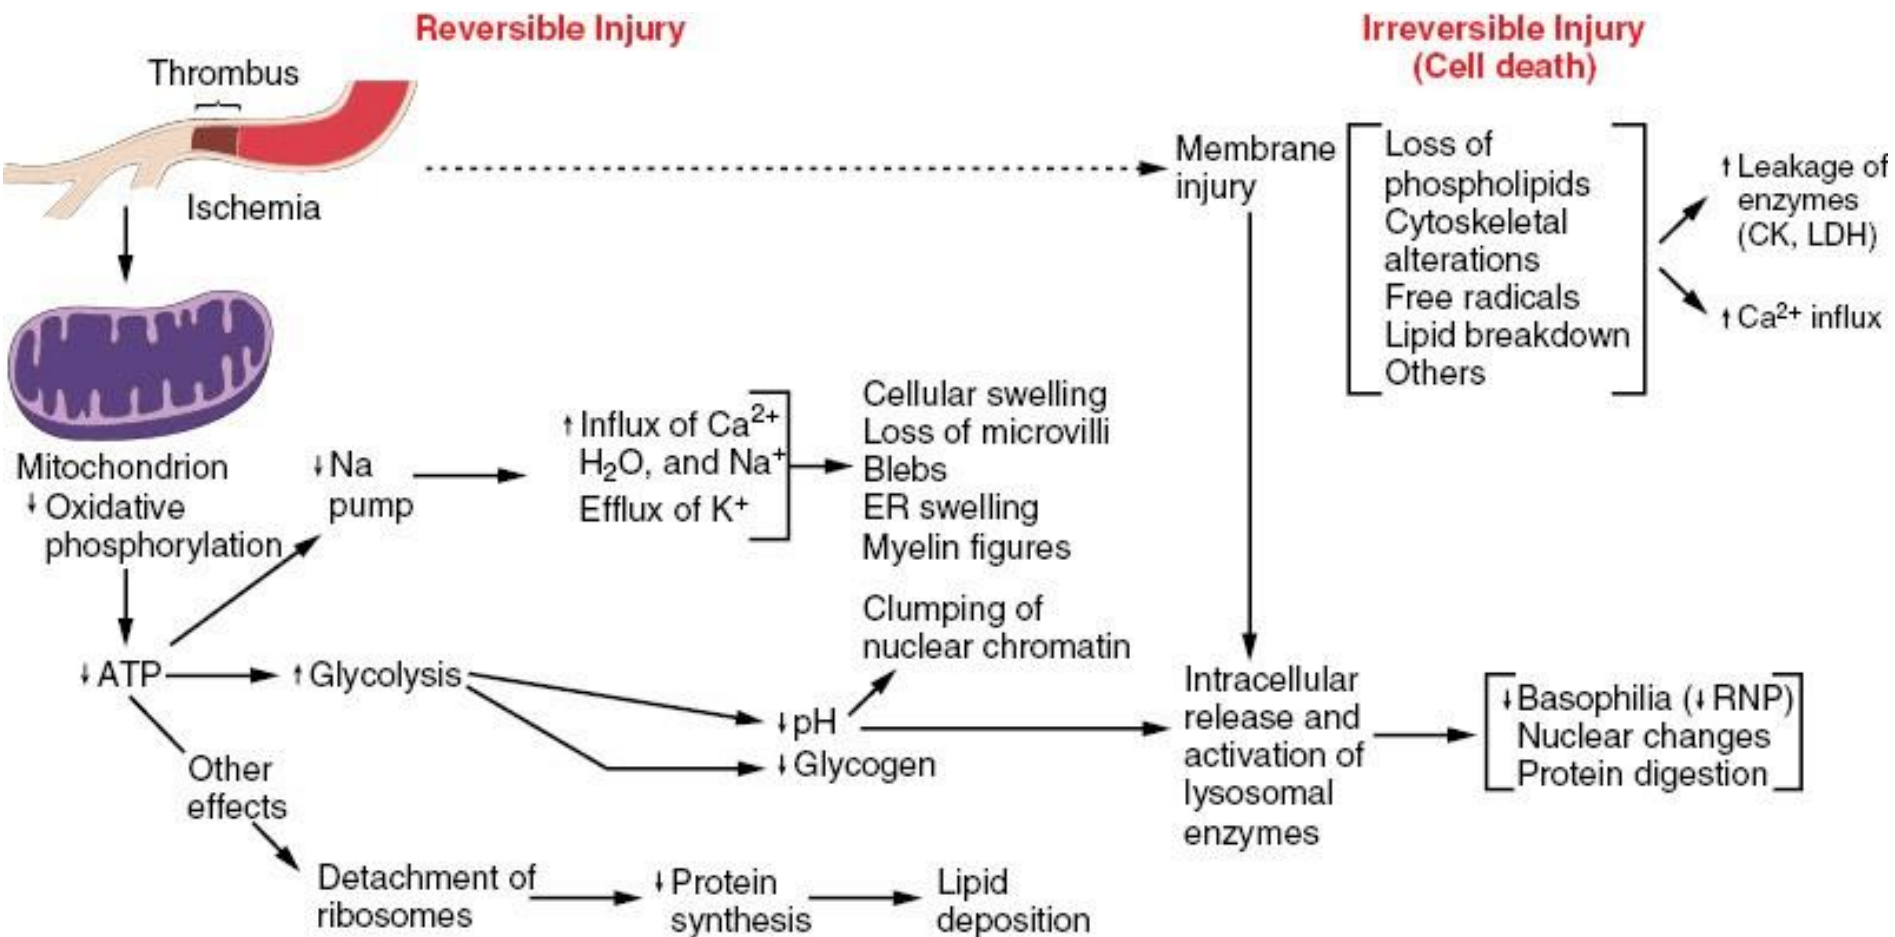 Reversible Injury
Irreversible Injury
(Cell death)
Thrombus
Ischemia
Membrane
injury
Loss of
phospholipids
Cytoskeletal
alterations
Free radicals
Lipid breakdown
Others
↑ Leakage of
enzymes
(CK, LDH)
↑ Ca²⁺ influx
Mitochondrion
↓ Oxidative
phosphorylation
↓ Na
pump
↑ Influx of Ca²⁺
H₂O, and Na⁺
Efflux of K⁺
Cellular swelling
Loss of microvilli
Blebs
ER swelling
Myelin figures
Clumping of
nuclear chromatin
↓ ATP
↑ Glycolysis
↓ pH
↓ Glycogen
Intracellular
release and
activation of
lysosomal
enzymes
↓ Basophilia (↓ RNP)
Nuclear changes
Protein digestion
Other
effects
Detachment of
ribosomes
↓ Protein
synthesis
Lipid
deposition